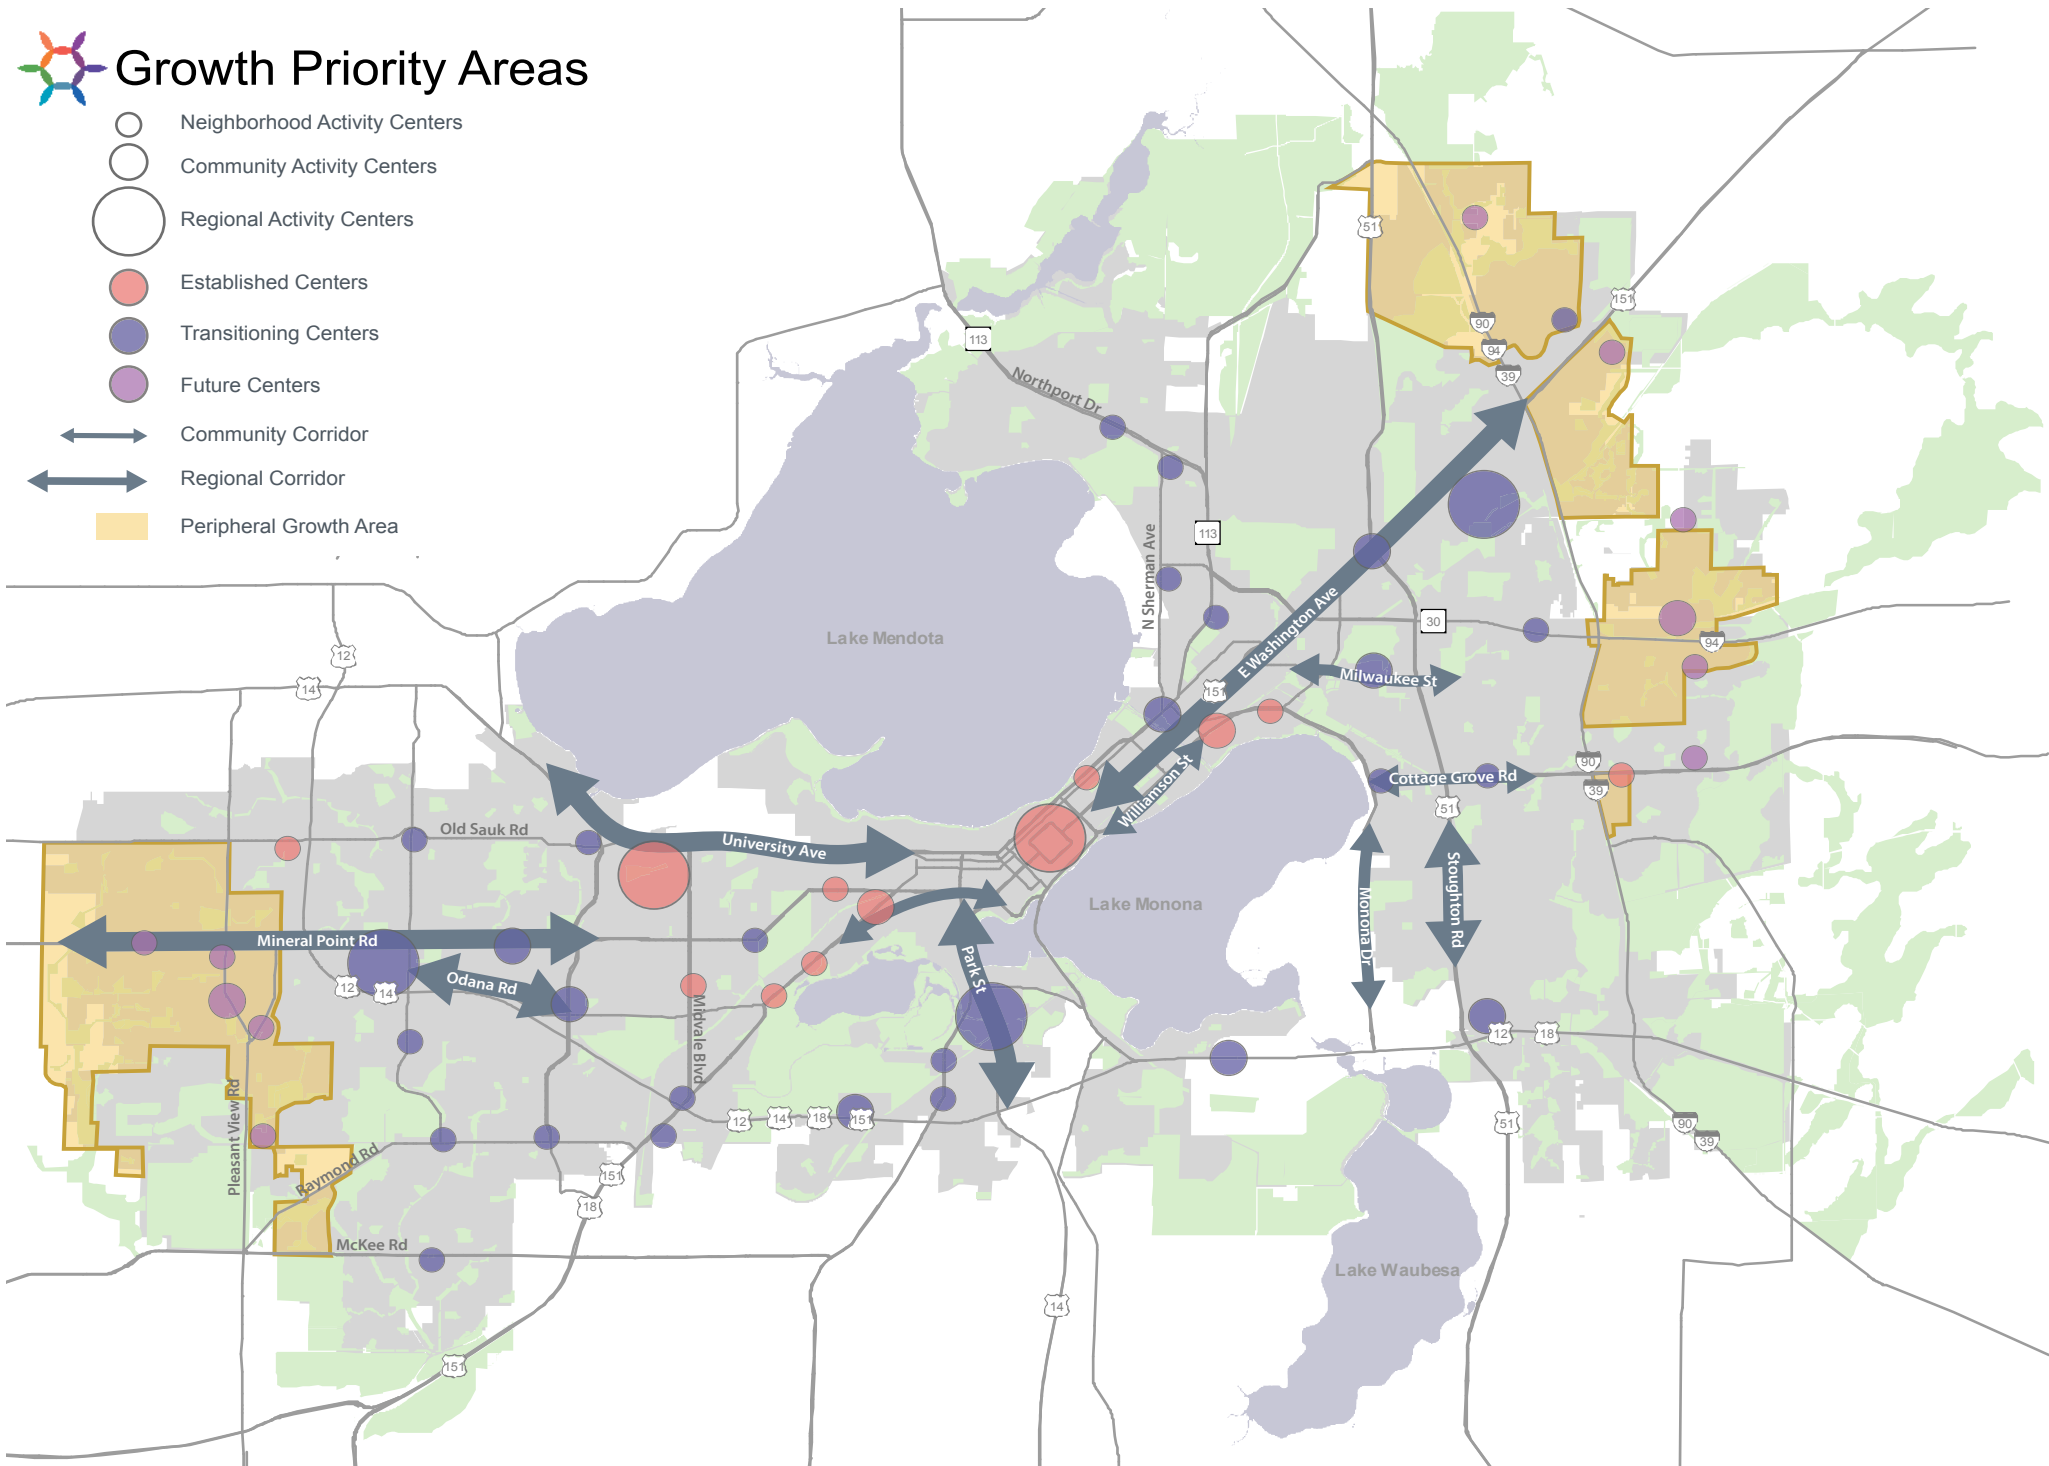 Growth Priority Areas
Neighborhood Activity Centers
Community Activity Centers
Regional Activity Centers
Established Centers
Transitioning Centers
Future Centers
Community Corridor
Regional Corridor
Peripheral Growth Area
51
151
90
94
39
113
Northport Dr
113
N Sherman Ave
E Washington Ave
30
94
Lake Mendota
12
14
151
Milwaukee St
Williamson St
Cottage Grove Rd
90
39
51
Old Sauk Rd
University Ave
Lake Monona
Monona Dr
Stoughton Rd
Mineral Point Rd
Odana Rd
12
14
Park St
Midvale Blvd
12
18
Pleasant View Rd
12
14
18
151
51
90
39
Raymond Rd
151
18
McKee Rd
Lake Waubesa
14
151